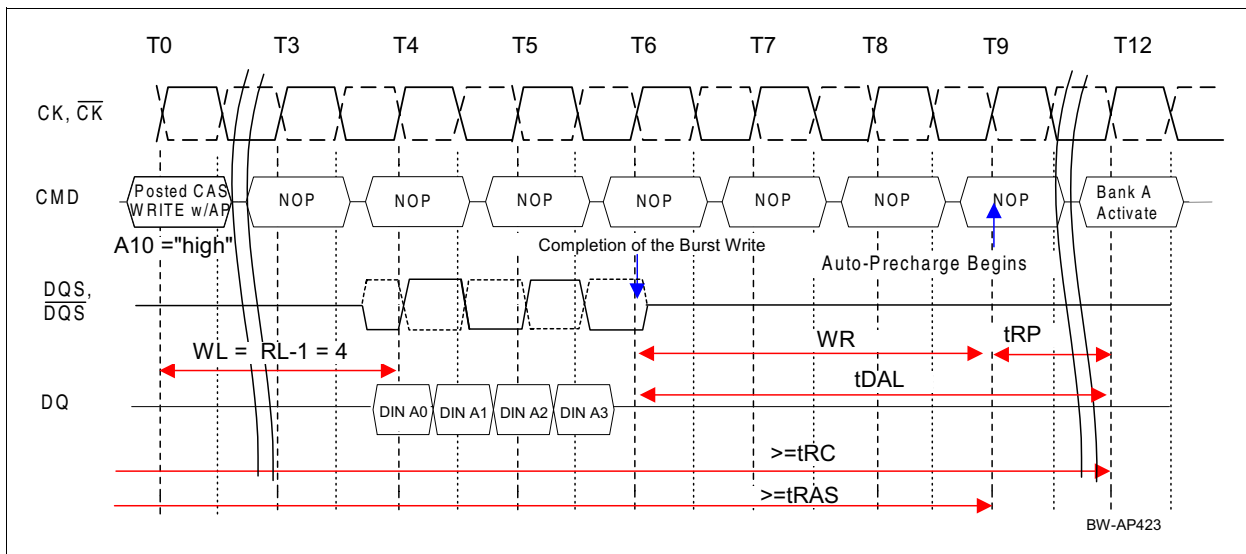 T0 T3 T4 T5 T6 T7 T8 T9 T12
CK, CK
CMD
Posted CAS
WRITE w/AP
NOP NOP NOP NOP NOP NOP NOP
Bank A
Activate
A10 ="high"
Completion of the Burst Write
Auto-Precharge Begins
DQS,
DQS
WL = RL-1 = 4
WR
tRP
tDAL
DQ
DIN A0 DIN A1 DIN A2 DIN A3
>=tRC
>=tRAS
BW-AP423